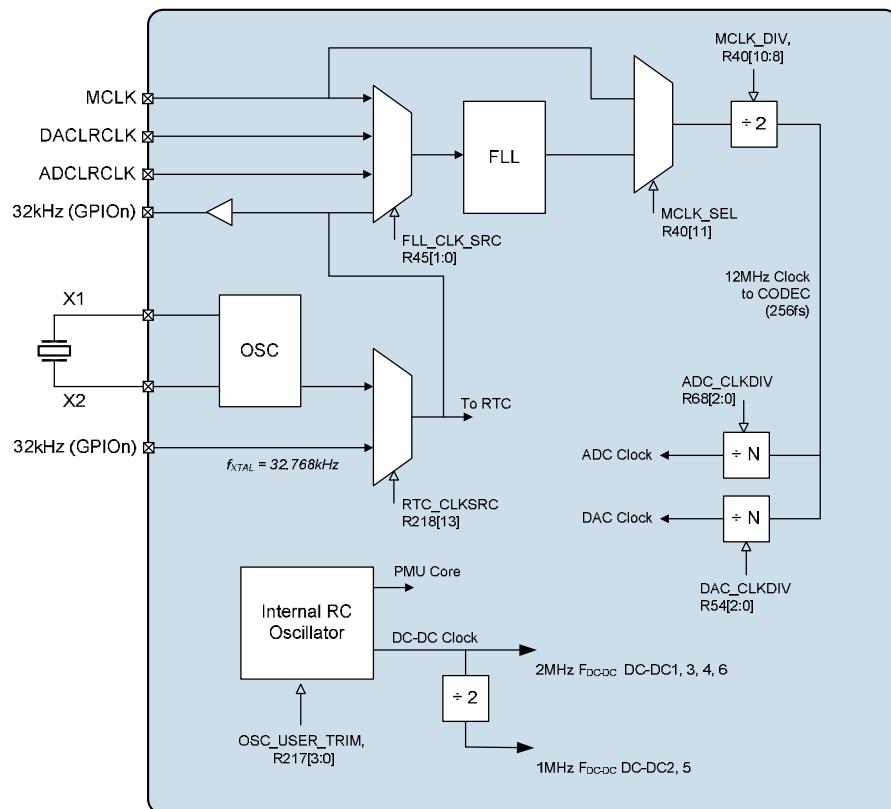 MCLK_DIV,
R40[10:8]
MCLK
DACLRCLK
ADCLRCLK
32kHz (GPIOn)
FLL
÷ 2
FLL_CLK_SRC
R45[1:0]
MCLK_SEL
R40[11]
12MHz Clock
to CODEC
(256fs)
X1
OSC
X2
To RTC
32kHz (GPIOn)
fXTAL = 32.768kHz
RTC_CLKSRC
R218[13]
ADC_CLKDIV
R68[2:0]
ADC Clock
÷ N
DAC Clock
÷ N
DAC_CLKDIV
R54[2:0]
Internal RC
Oscillator
PMU Core
DC-DC Clock
2MHz FDC-DC DC-DC1, 3, 4, 6
÷ 2
1MHz FDC-DC DC-DC2, 5
OSC_USER_TRIM,
R217[3:0]